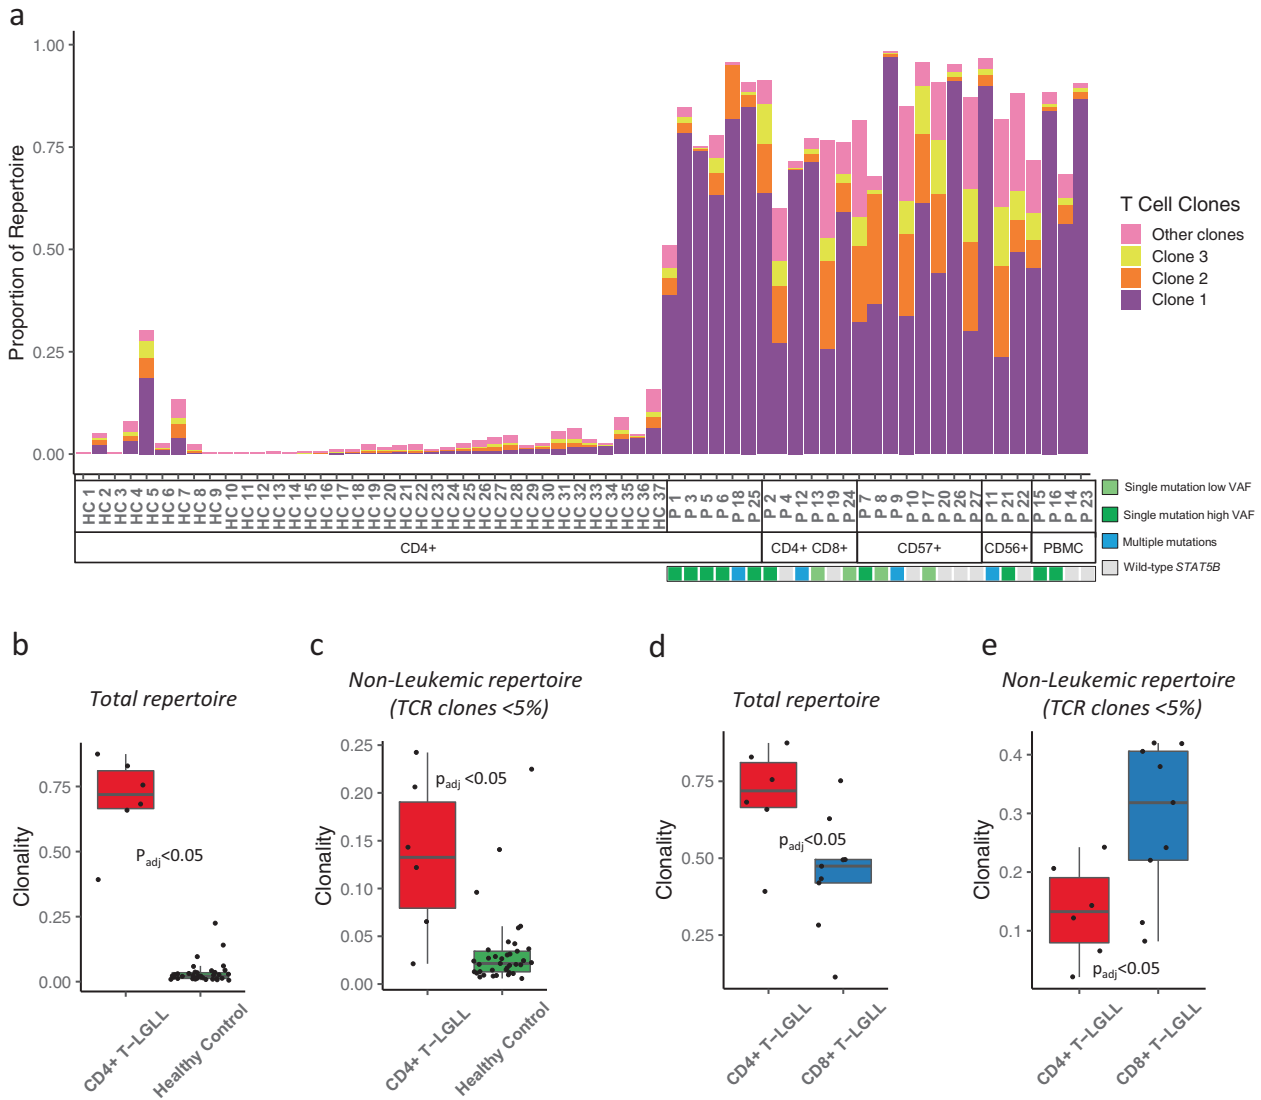 a
1.00
0.75
0.50
0.25
0.00
Proportion of Repertoire
T Cell Clones
Other clones
Clone 3
Clone 2
Clone 1
HC 1
HC 2
HC 3
HC 4
HC 5
HC 6
HC 7
HC 8
HC 9
HC 10
HC 11
HC 12
HC 13
HC 14
HC 15
HC 16
HC 17
HC 18
HC 19
HC 20
HC 21
HC 22
HC 23
HC 24
HC 25
HC 26
HC 27
HC 28
HC 29
HC 30
HC 31
HC 32
HC 33
HC 34
HC 35
HC 36
HC 37
P 1
P 3
P 5
P 6
P 18
P 25
P 2
P 4
P 12
P 13
P 19
P 24
P 7
P 8
P 9
P 10
P 17
P 20
P 26
P 27
P 11
P 21
P 22
P 15
P 16
P 14
P 23
CD4+
CD4+ CD8+
CD57+
CD56+
PBMC
Single mutation low VAF
Single mutation high VAF
Multiple mutations
Wild-type STAT5B
b
Total repertoire
0.75
0.50
0.25
0.00
Clonality
Padj<0.05
CD4+ T−LGLL
Healthy Control
c
Non-Leukemic repertoire
(TCR clones <5%)
0.25
0.20
0.15
0.10
0.05
0.00
Clonality
padj <0.05
CD4+ T−LGLL
Healthy Control
d
Total repertoire
0.75
0.50
0.25
Clonality
padj<0.05
CD4+ T−LGLL
CD8+ T−LGLL
e
Non-Leukemic repertoire
(TCR clones <5%)
0.4
0.3
0.2
0.1
Clonality
padj<0.05
CD4+ T−LGLL
CD8+ T−LGLL